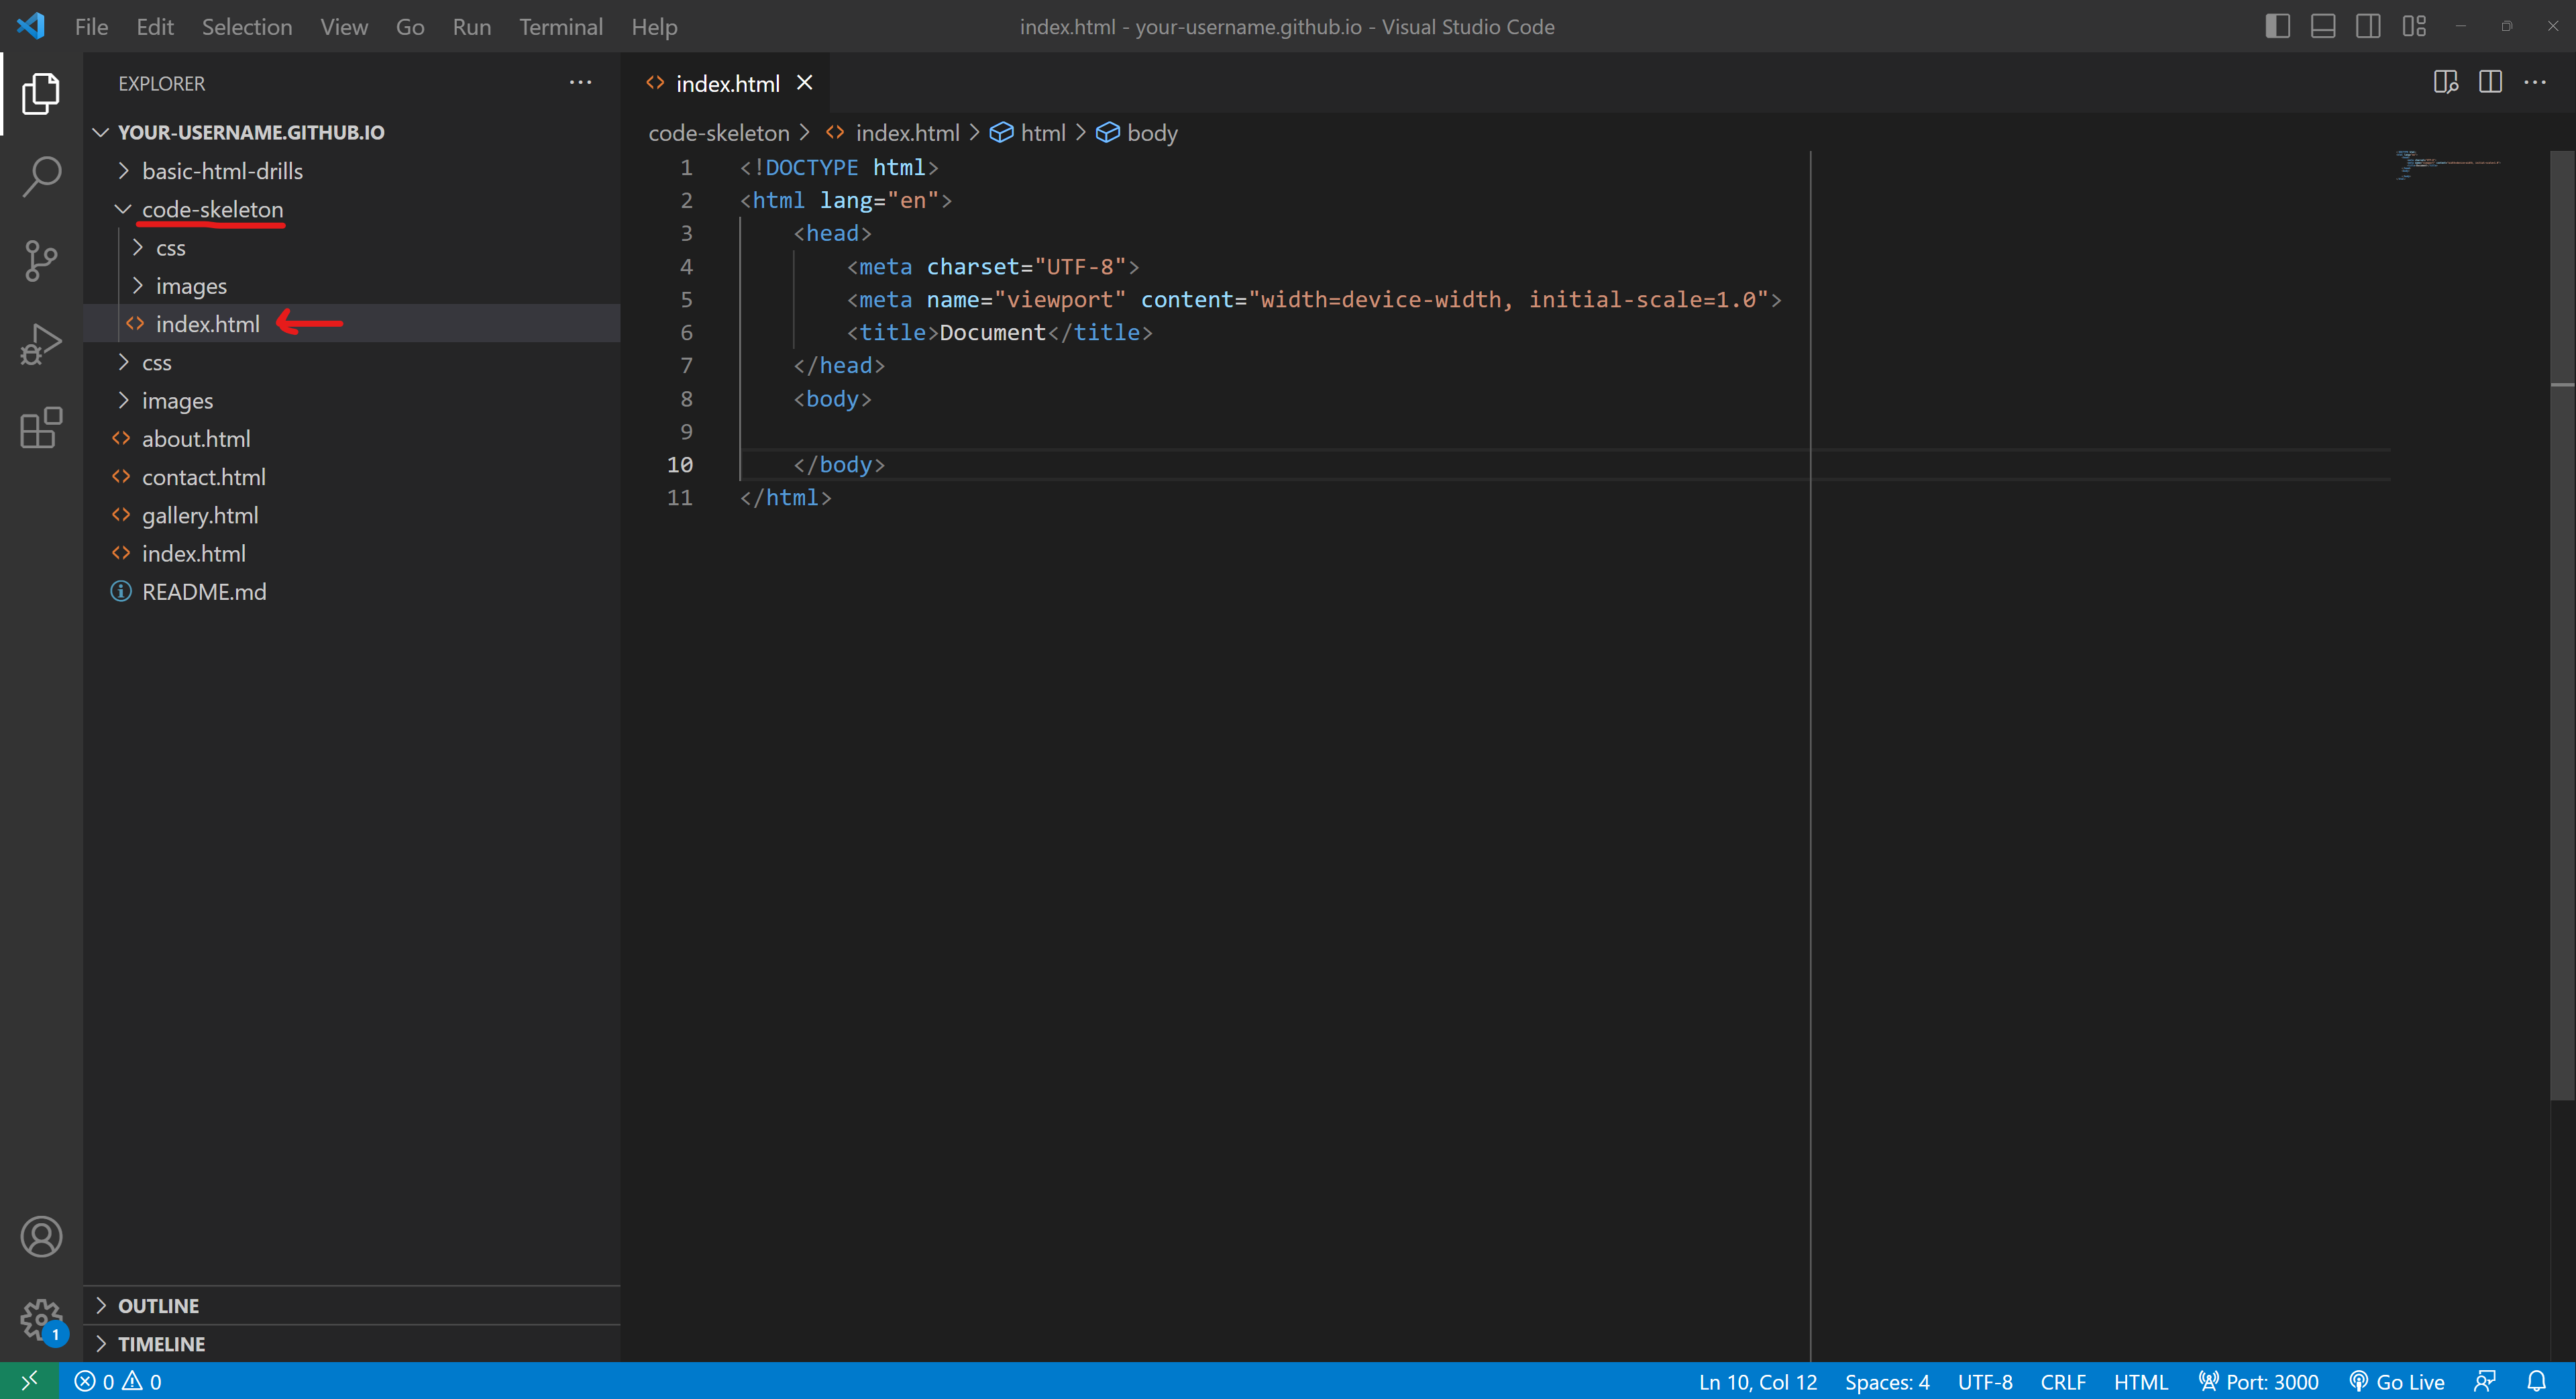 File Edit Selection View Go Run Terminal Help index.html - your-username.github.io - Visual Studio Code
EXPLORER
YOUR-USERNAME.GITHUB.IO
basic-html-drills
code-skeleton
css
images
index.html
css
images
about.html
contact.html
gallery.html
index.html
README.md
OUTLINE
TIMELINE
index.html
code-skeleton > index.html > html > body
1 <!DOCTYPE html>
2 <html lang="en">
3 <head>
4 <meta charset="UTF-8">
5 <meta name="viewport" content="width=device-width, initial-scale=1.0">
6 <title>Document</title>
7 </head>
8 <body>
9
10 </body>
11 </html>
1
0 0 Ln 10, Col 12 Spaces: 4 UTF-8 CRLF HTML Port: 3000 Go Live